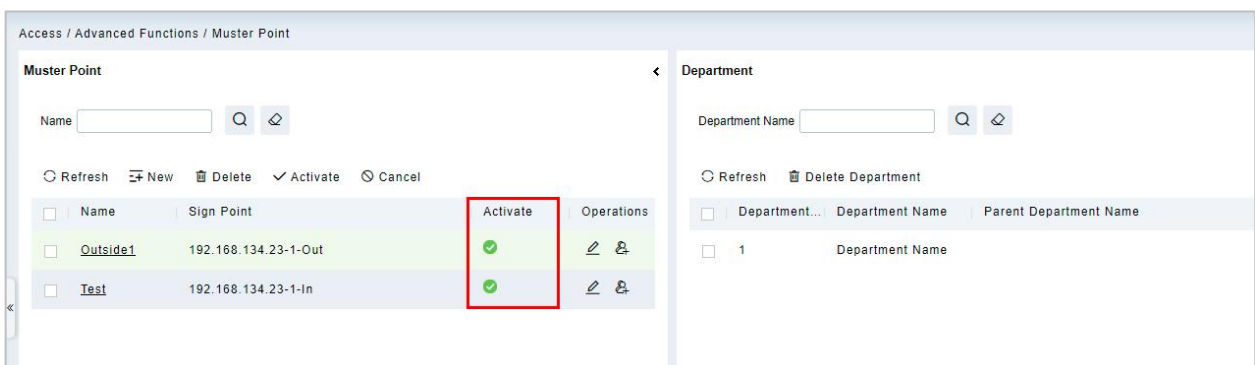 Access / Advanced Functions / Muster Point
Muster Point
Name
Refresh New Delete Activate Cancel
Name Sign Point Activate Operations
Outside1 192.168.134.23-1-Out
Test 192.168.134.23-1-In
Department
Department Name
Refresh Delete Department
Department... Department Name Parent Department Name
1 Department Name